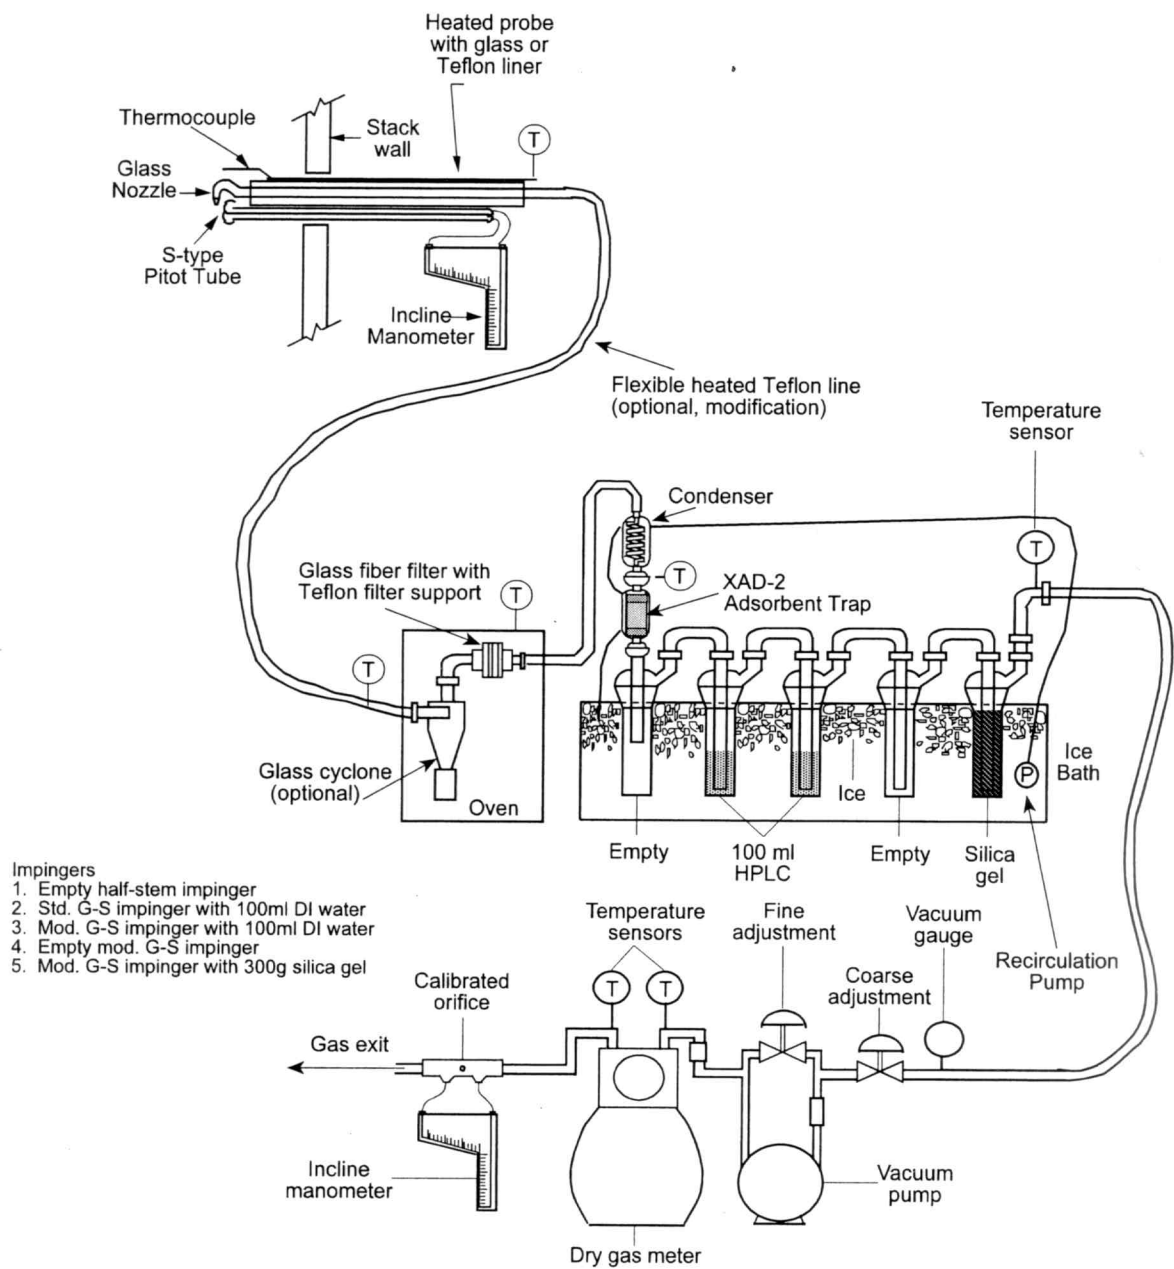 Heated probe
with glass or
Teflon liner
Thermocouple
Stack
wall
T
Glass
Nozzle
S-type
Pitot Tube
Incline
Manometer
Flexible heated Teflon line
(optional, modification)
Temperature
sensor
Condenser
T
T
Glass fiber filter with
Teflon filter support
T
XAD-2
Adsorbent Trap
T
Glass cyclone
(optional)
Oven
Ice
P
Ice
Bath
Empty
100 ml
HPLC
Empty
Silica
gel
Recirculation
Pump
Impingers
1. Empty half-stem impinger
2. Std. G-S impinger with 100ml DI water
3. Mod. G-S impinger with 100ml DI water
4. Empty mod. G-S impinger
5. Mod. G-S impinger with 300g silica gel
Temperature
sensors
Fine
adjustment
Vacuum
gauge
Calibrated
orifice
T
T
Coarse
adjustment
Gas exit
Incline
manometer
Vacuum
pump
Dry gas meter